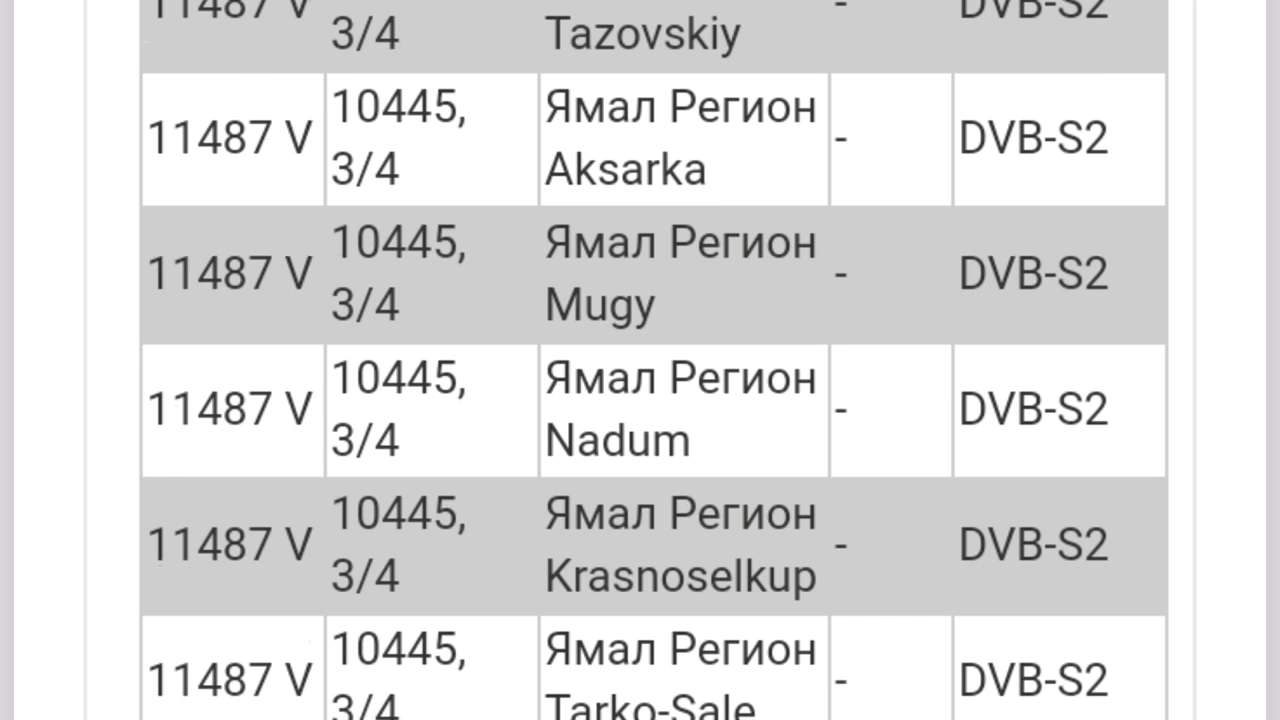 11487 V
3/4
Tazovskiy
-
DVB-S2
11487 V
10445,
3/4
Ямал Регион
Aksarka
-
DVB-S2
11487 V
10445,
3/4
Ямал Регион
Mugy
-
DVB-S2
11487 V
10445,
3/4
Ямал Регион
Nadum
-
DVB-S2
11487 V
10445,
3/4
Ямал Регион
Krasnoselkup
-
DVB-S2
11487 V
10445,
3/4
Ямал Регион
Tarko-Sale
-
DVB-S2